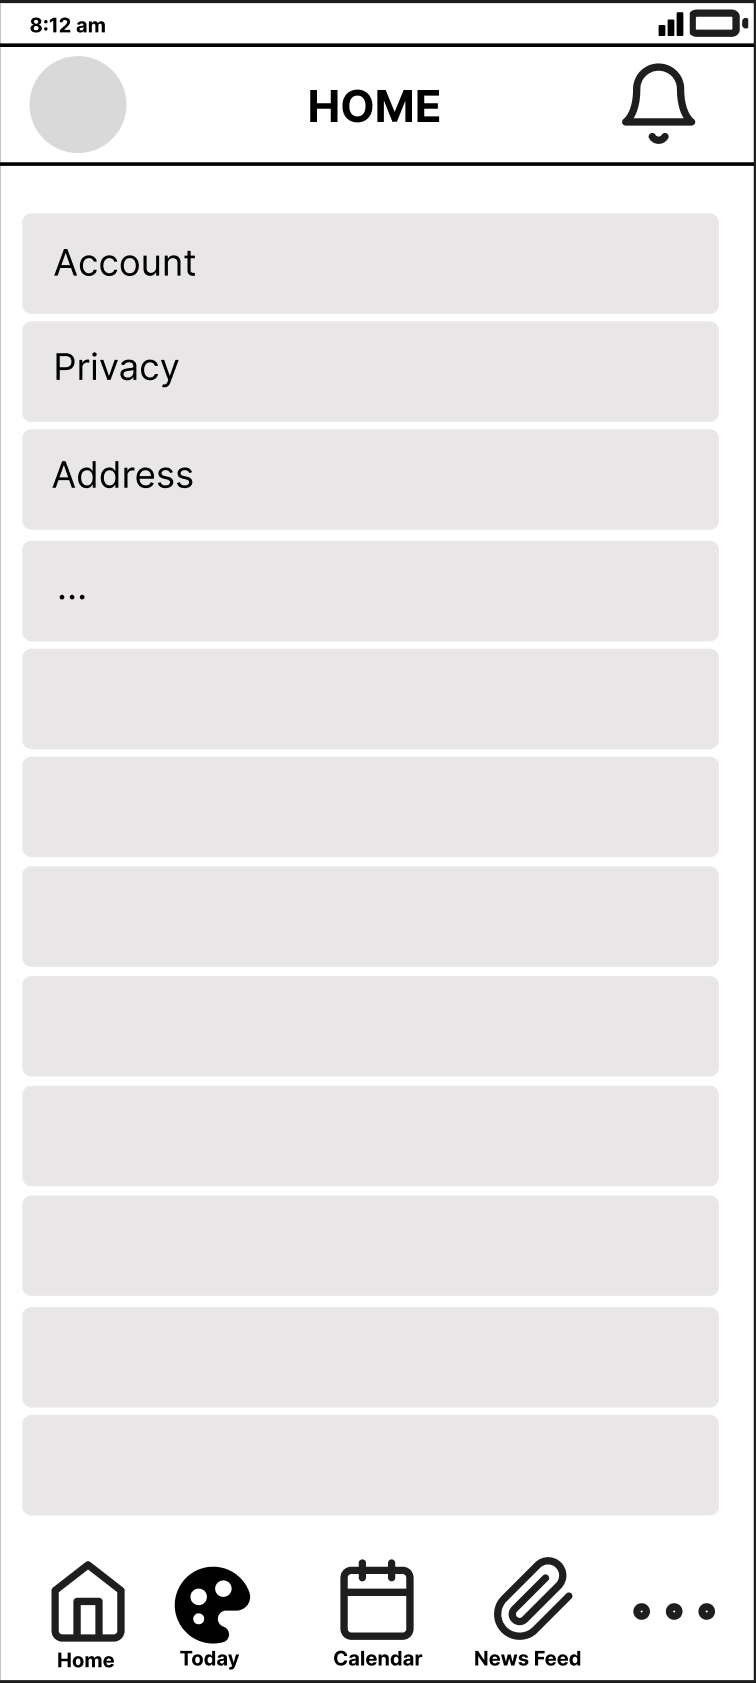 8:12 am
HOME
Account
Privacy
Address
...
Home
Today
Calendar
News Feed